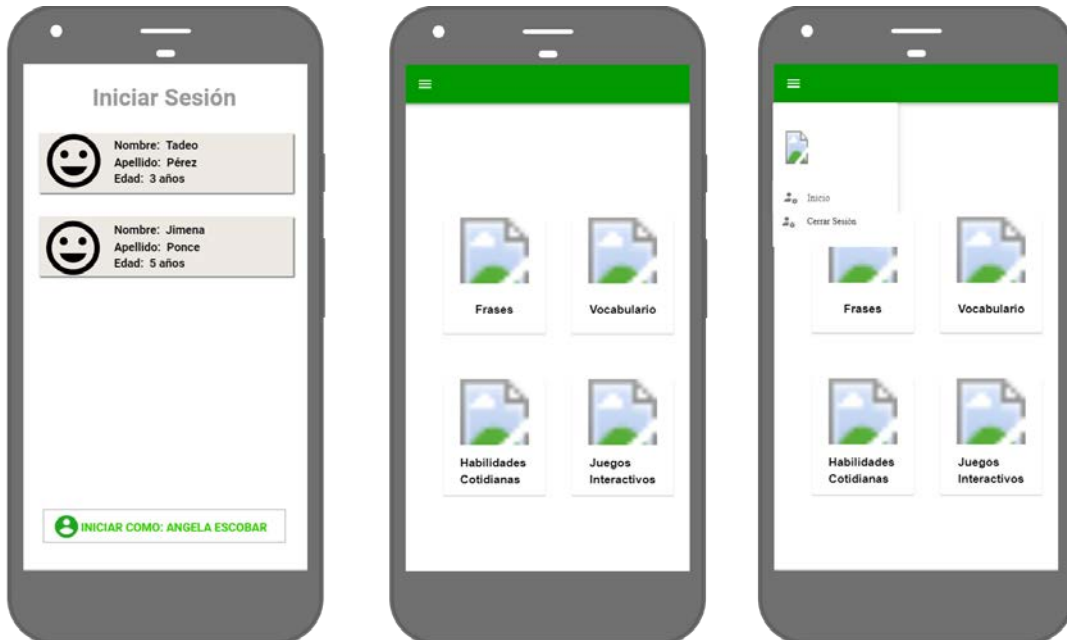 Iniciar Sesión
Nombre: Tadeo
Apellido: Pérez
Edad: 3 años
Nombre: Jimena
Apellido: Ponce
Edad: 5 años
INICIAR COMO: ANGELA ESCOBAR
Frases
Vocabulario
Habilidades
Cotidianas
Juegos
Interactivos
Inicio
Cerrar Sesión
Frases
Vocabulario
Habilidades
Cotidianas
Juegos
Interactivos